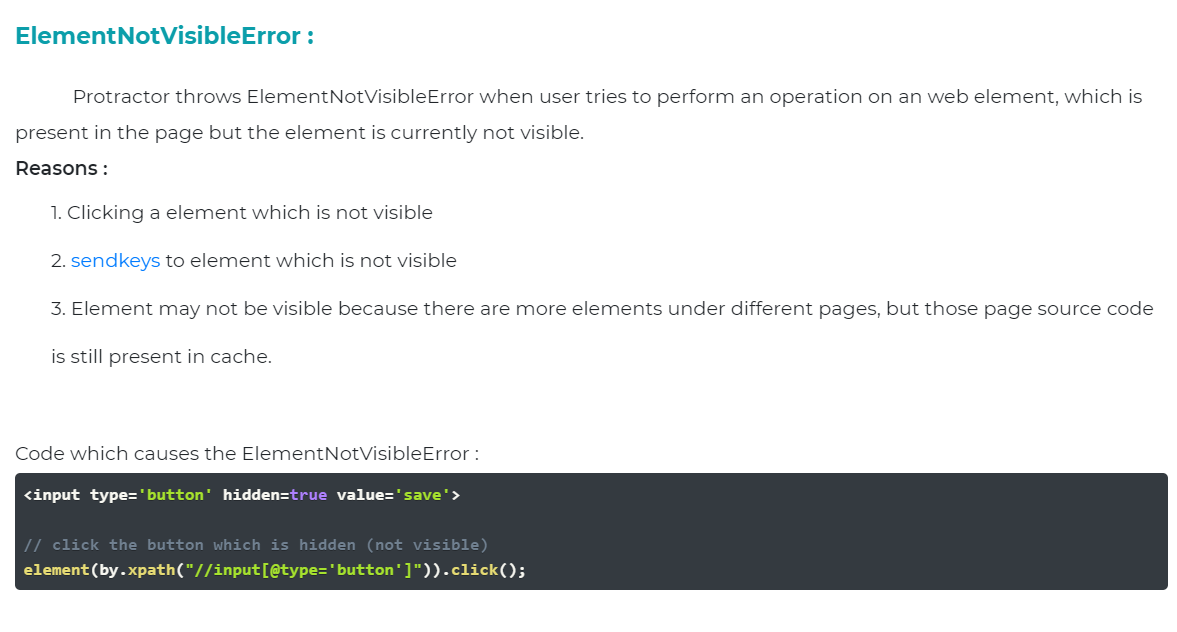 ElementNotVisibleError :
Protractor throws ElementNotVisibleError when user tries to perform an operation on an web element, which is
present in the page but the element is currently not visible.
Reasons :
1. Clicking a element which is not visible
2. sendkeys to element which is not visible
3. Element may not be visible because there are more elements under different pages, but those page source code
is still present in cache.
Code which causes the ElementNotVisibleError :
<input type='button' hidden=true value='save'>
// click the button which is hidden (not visible)
element(by.xpath("//input[@type='button']")).click();